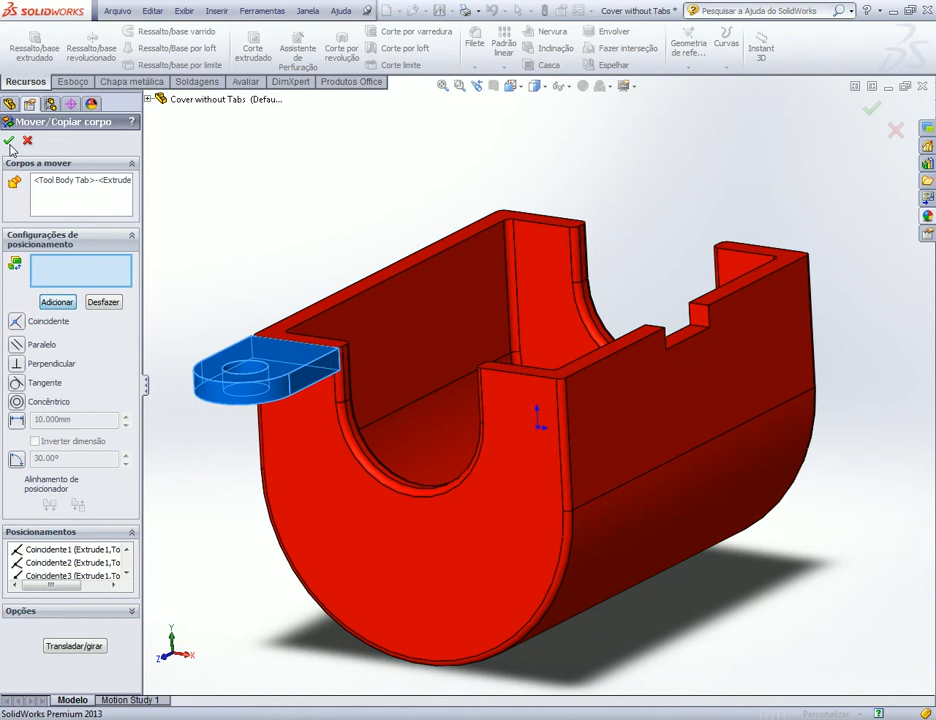 SOLIDWORKS Arquivo Editar Exibir Inserir Ferramentas Janela Ajuda Cover without Tabs * Pesquisar a Ajuda do SolidWorks
Ressalto/base extrudado
Ressalto/base revolucionado
Ressalto/base varrido
Ressalto/base por loft
Ressalto/base por limite
Corte extrudado
Assistente de Perfuração
Corte por revolução
Corte por varredura
Corte por loft
Corte limite
Filete
Padrão linear
Nervura
Inclinação
Casca
Envolver
Fazer interseção
Espelhar
Geometria de refe...
Curvas
Instant 3D
Recursos Esboço Chapa metálica Soldagens Avaliar DimXpert Produtos Office
Cover without Tabs (Defau...
Mover/Copiar corpo ?
Corpos a mover
<Tool Body Tab>-<Extrude
Configurações de posicionamento
Adicionar Desfazer
Coincidente
Paralelo
Perpendicular
Tangente
Concêntrico
10.000mm
Inverter dimensão
30.00º
Alinhamento de posicionador
Posicionamentos
Coincidente1 (Extrude1,To
Coincidente2 (Extrude1,To
Coincidente3 (Extrude1,To
Opções
Transladar/girar
Y
Z X
Modelo Motion Study 1
SolidWorks Premium 2013 Personalizar